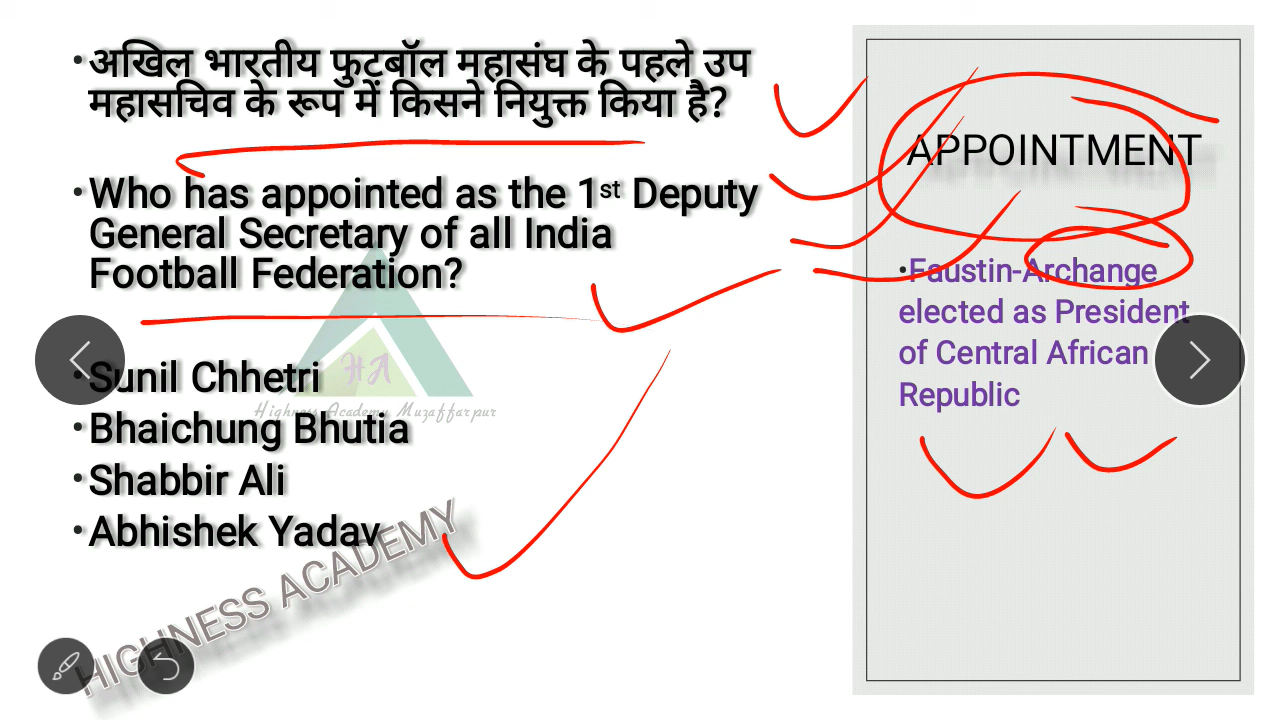 •अखिल भारतीय फुटबॉल महासंघ के पहले उप
महासचिव के रूप में किसने नियुक्त किया है?
•Who has appointed as the 1st Deputy
General Secretary of all India
Football Federation?
•Sunil Chhetri
•Bhaichung Bhutia
•Shabbir Ali
•Abhishek Yadav
HA
Highness Academy Muzaffarpur
HIGHNESS ACADEMY
APPOINTMENT
•Faustin-Archange
elected as President
of Central African
Republic